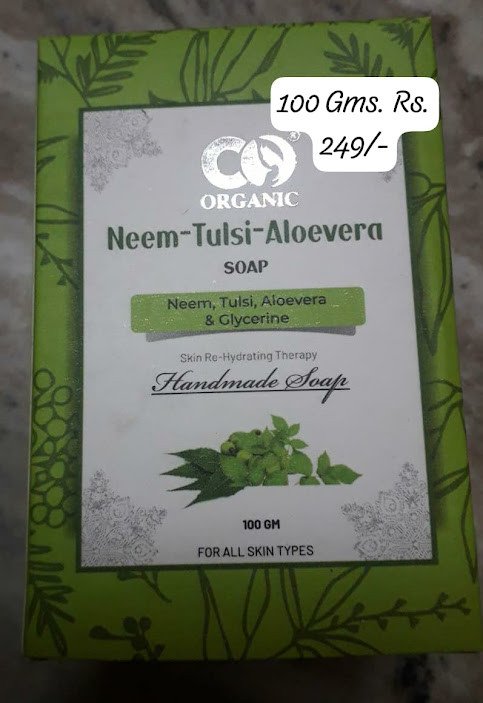 100 Gms. Rs.
249/-
CO
®
ORGANIC
Neem-Tulsi-Aloevera
SOAP
Neem, Tulsi, Aloevera
& Glycerine
Skin Re-Hydrating Therapy
Handmade Soap
100 GM
FOR ALL SKIN TYPES